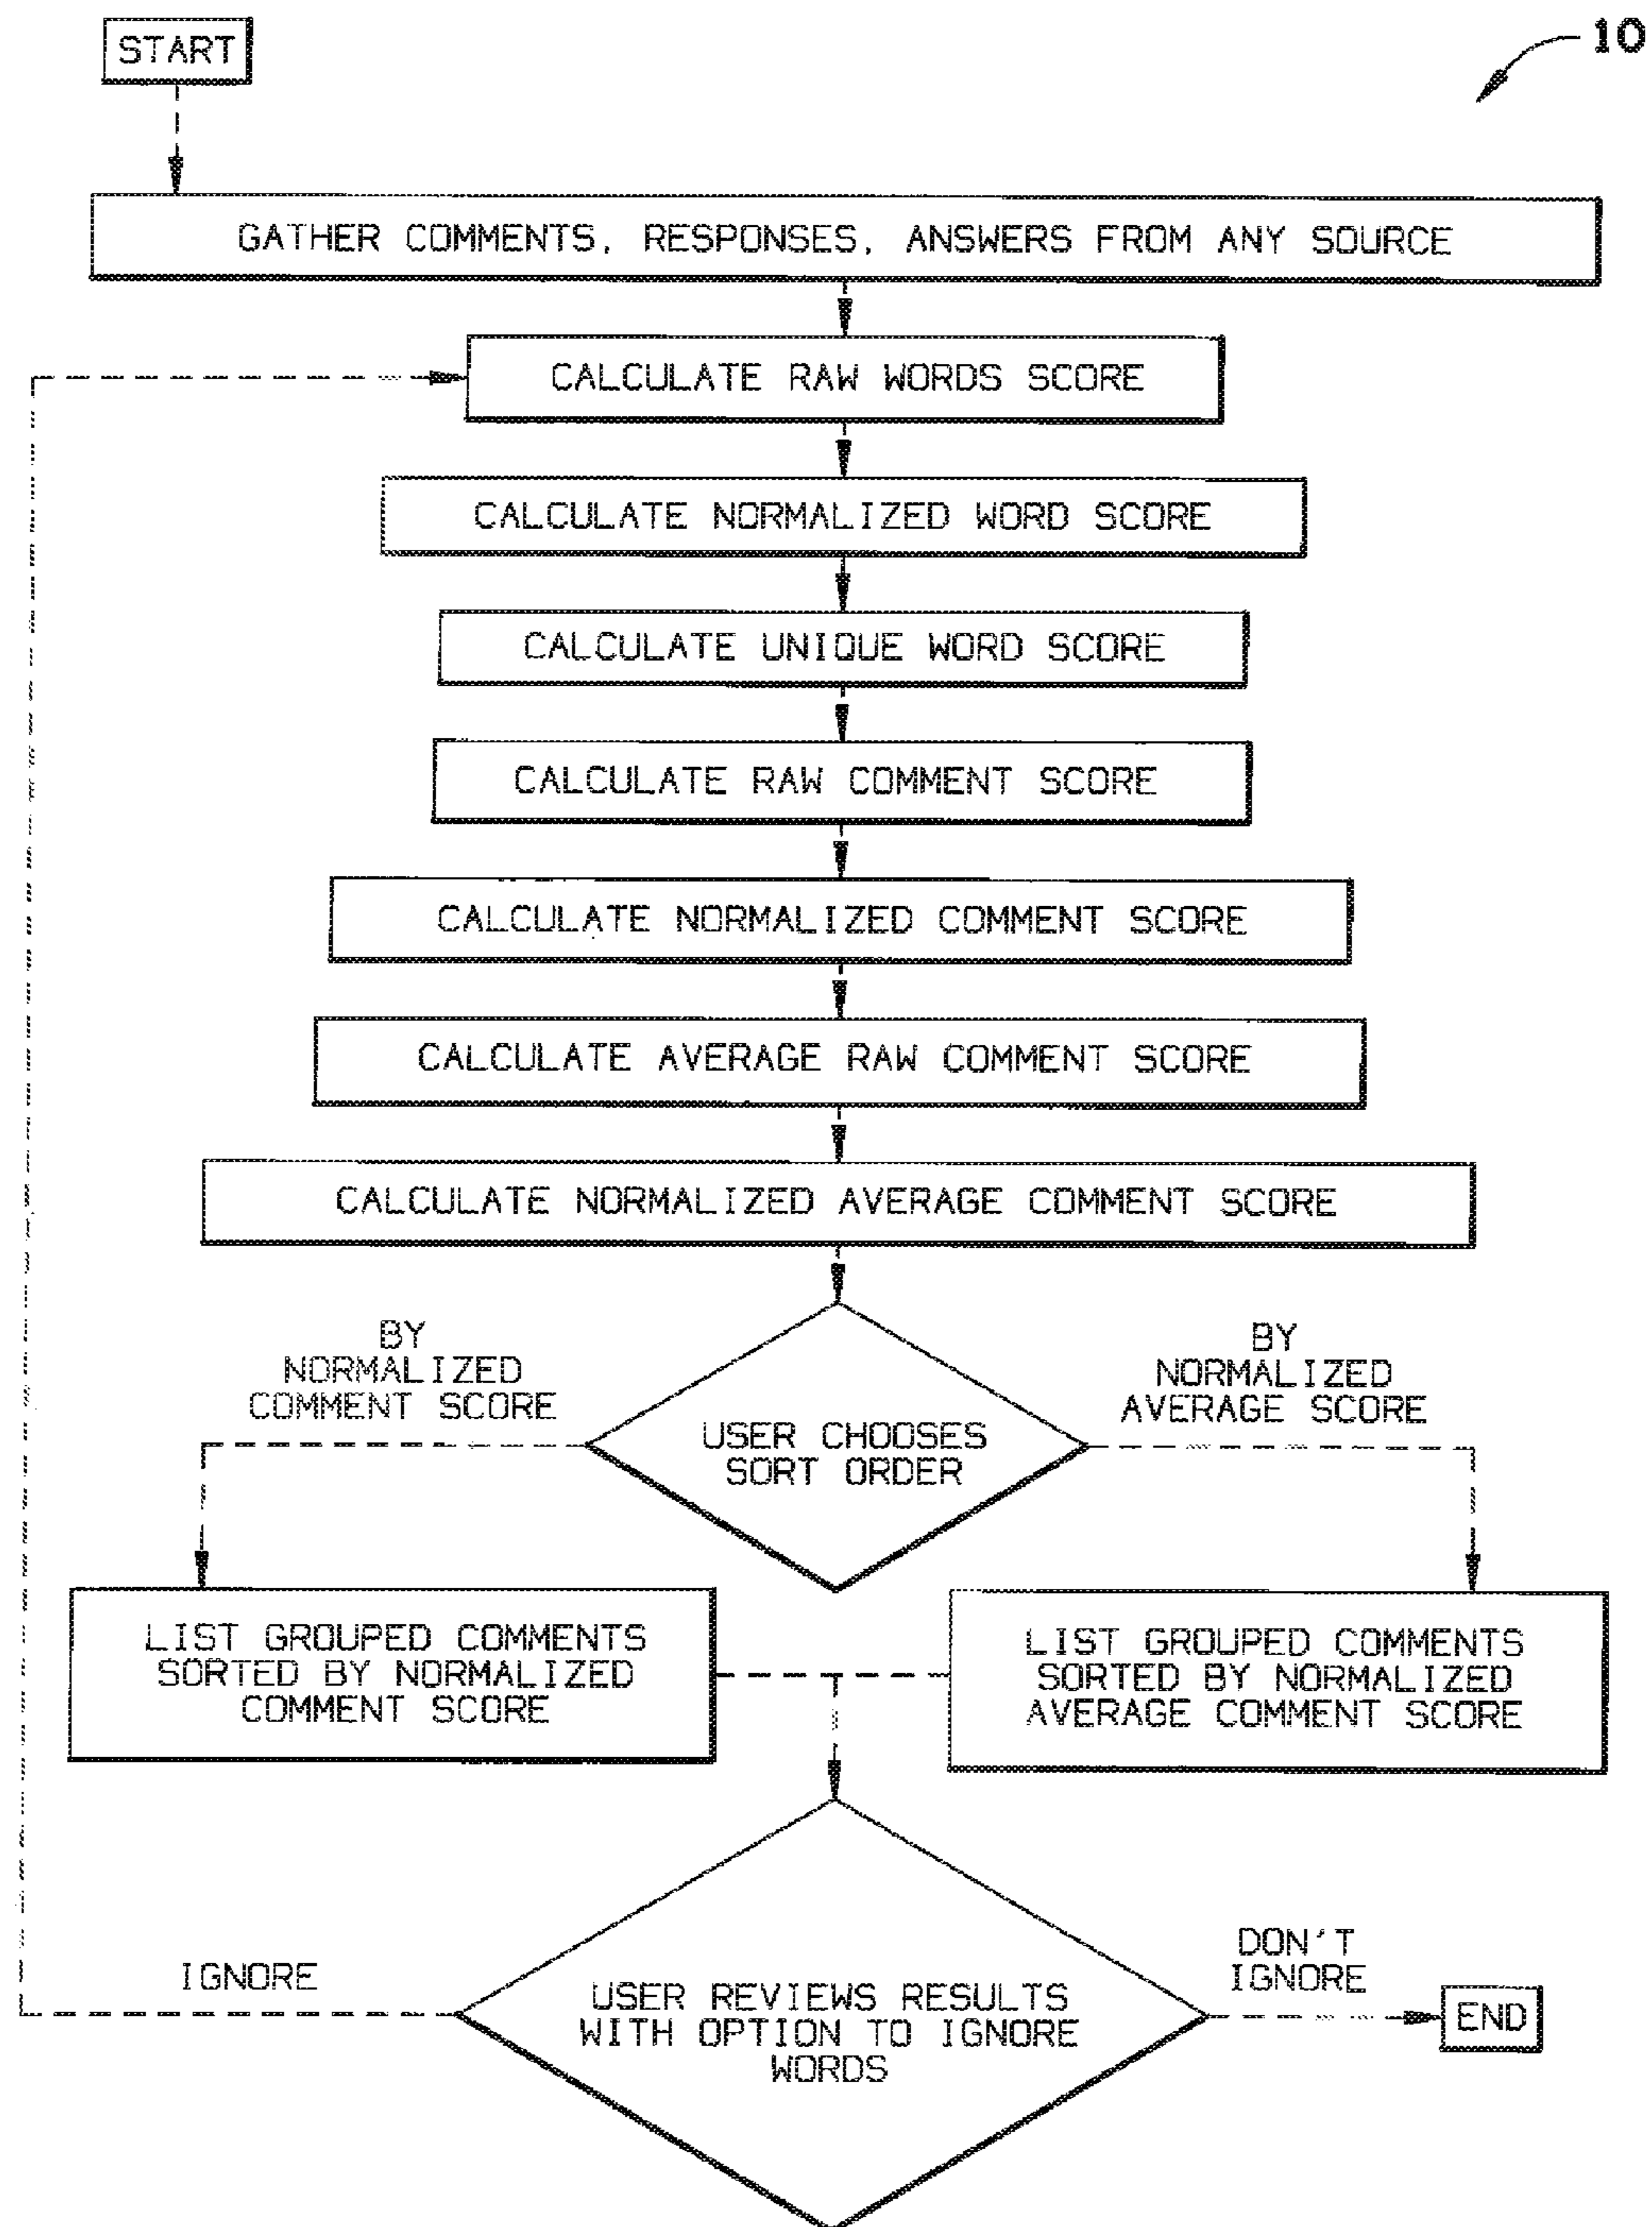 START
10
GATHER COMMENTS, RESPONSES, ANSWERS FROM ANY SOURCE
CALCULATE RAW WORDS SCORE
CALCULATE NORMALIZED WORD SCORE
CALCULATE UNIQUE WORD SCORE
CALCULATE RAW COMMENT SCORE
CALCULATE NORMALIZED COMMENT SCORE
CALCULATE AVERAGE RAW COMMENT SCORE
CALCULATE NORMALIZED AVERAGE COMMENT SCORE
BY
NORMALIZED
COMMENT SCORE
USER CHOOSES
SORT ORDER
BY
NORMALIZED
AVERAGE SCORE
LIST GROUPED COMMENTS
SORTED BY NORMALIZED
COMMENT SCORE
LIST GROUPED COMMENTS
SORTED BY NORMALIZED
AVERAGE COMMENT SCORE
IGNORE
USER REVIEWS RESULTS
WITH OPTION TO IGNORE
WORDS
DON'T
IGNORE
END